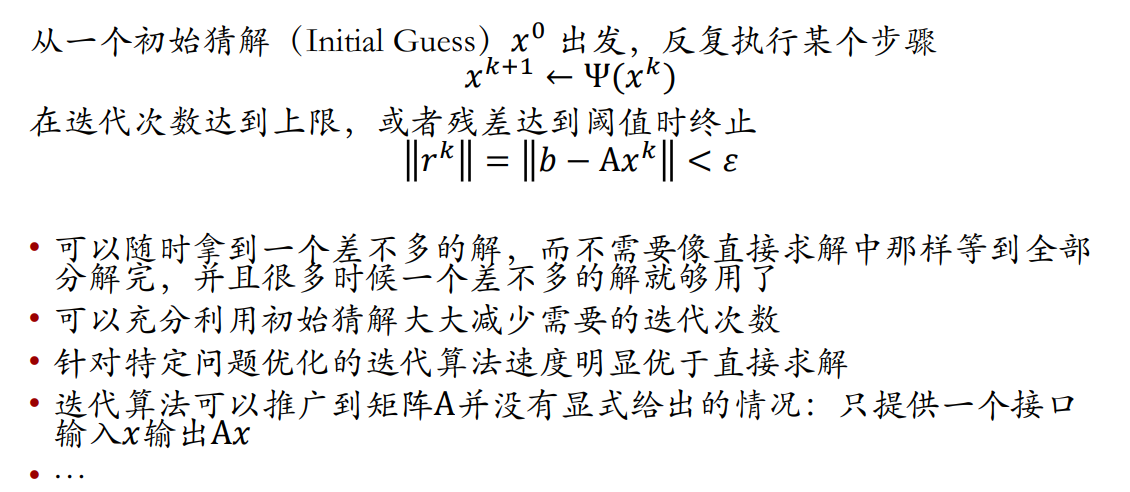 从一个初始猜解（Initial Guess）x⁰ 出发，反复执行某个步骤
xᵏ⁺¹ ← Ψ(xᵏ)
在迭代次数达到上限，或者残差达到阈值时终止
‖rᵏ‖ = ‖b − Axᵏ‖ < ε
• 可以随时拿到一个差不多的解，而不需要像直接求解中那样等到全部
分解完，并且很多时候一个差不多的解就够用了
• 可以充分利用初始猜解大大减少需要的迭代次数
• 针对特定问题优化的迭代算法速度明显优于直接求解
• 迭代算法可以推广到矩阵A并没有显式给出的情况：只提供一个接口
输入x输出Ax
• …